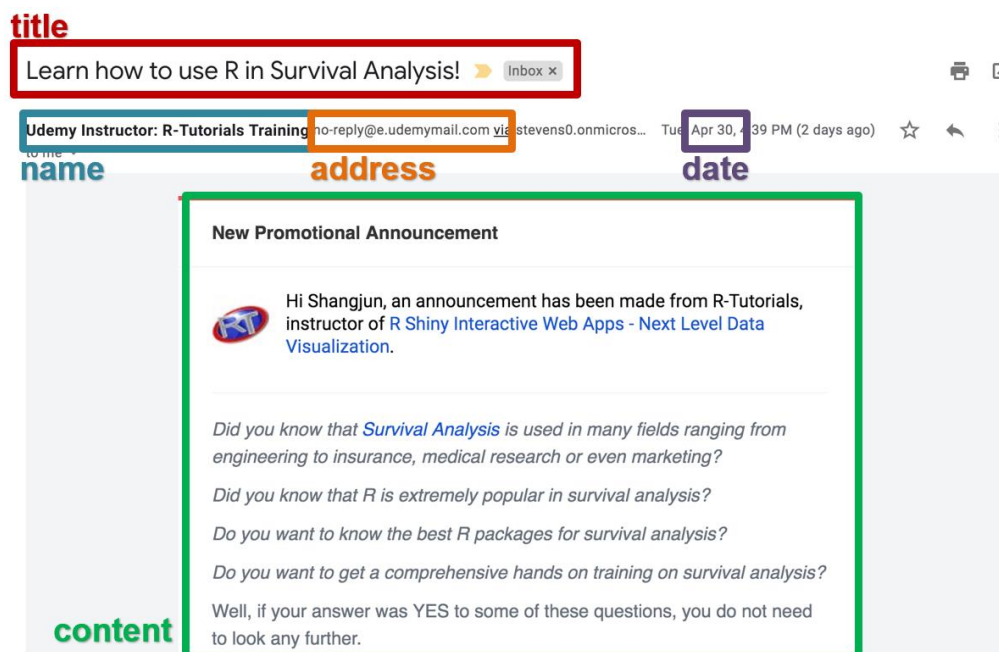 title
Learn how to use R in Survival Analysis! Inbox ×
Udemy Instructor: R-Tutorials Training no-reply@e.udemymail.com via stevens0.onmicros... Tue Apr 30, 4:39 PM (2 days ago)
to me
name address date
New Promotional Announcement
RT
Hi Shangjun, an announcement has been made from R-Tutorials,
instructor of R Shiny Interactive Web Apps - Next Level Data
Visualization.
Did you know that Survival Analysis is used in many fields ranging from
engineering to insurance, medical research or even marketing?
Did you know that R is extremely popular in survival analysis?
Do you want to know the best R packages for survival analysis?
Do you want to get a comprehensive hands on training on survival analysis?
Well, if your answer was YES to some of these questions, you do not need
to look any further.
content